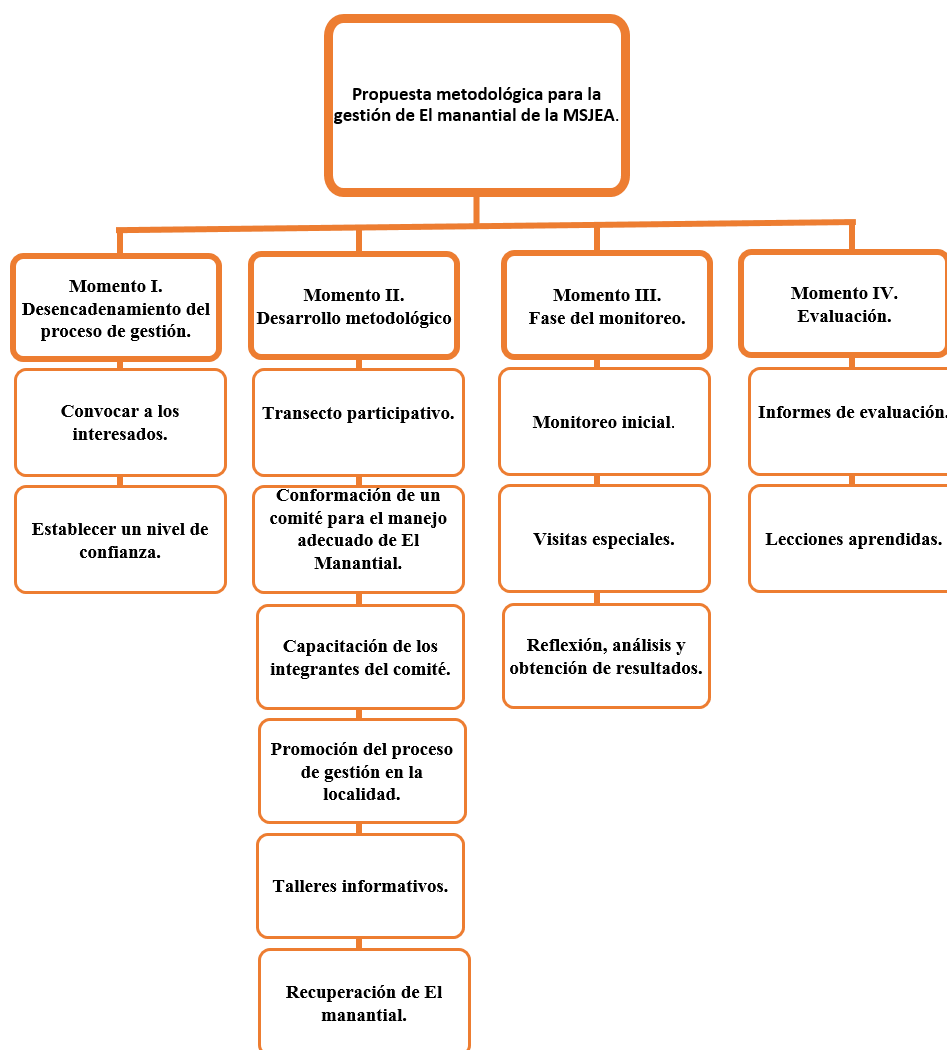 Propuesta metodológica para la
gestión de El manantial de la MSJEA.
Momento I.
Desencadenamiento del
proceso de gestión.
Convocar a los
interesados.
Establecer un nivel de
confianza.
Momento II.
Desarrollo metodológico
Transecto participativo.
Conformación de un
comité para el manejo
adecuado de El
Manantial.
Capacitación de los
integrantes del comité.
Promoción del proceso
de gestión en la
localidad.
Talleres informativos.
Recuperación de El
manantial.
Momento III.
Fase del monitoreo.
Monitoreo inicial.
Visitas especiales.
Reflexión, análisis y
obtención de resultados.
Momento IV.
Evaluación.
Informes de evaluación.
Lecciones aprendidas.